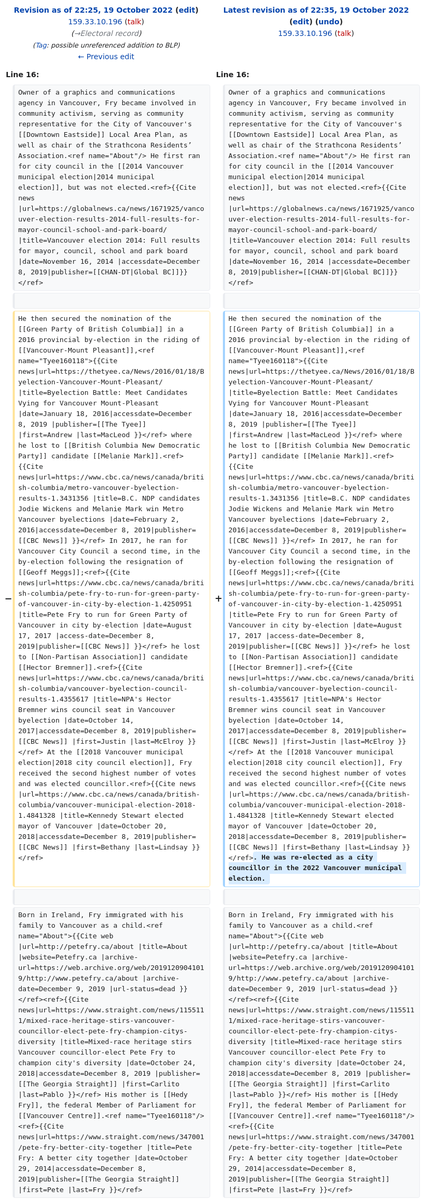 Revision as of 22:25, 19 October 2022 (edit)
159.33.10.196 (talk)
(→Electoral record)
(Tag: possible unreferenced addition to BLP)
← Previous edit
Line 16:
Owner of a graphics and communications
agency in Vancouver, Fry became involved in
community activism, serving as community
representative for the City of Vancouver's
[[Downtown Eastside]] Local Area Plan, as
well as chair of the Strathcona Residents’
Association.<ref name="About"/> He first ran
for city council in the [[2014 Vancouver
municipal election|2014 municipal
election]], but was not elected.<ref>{{Cite
news
|url=https://globalnews.ca/news/1671925/vanco
uver-election-results-2014-full-results-for-
mayor-council-school-and-park-board/
|title=Vancouver election 2014: Full results
for mayor, council, school and park board
|date=November 16, 2014 |accessdate=December
8, 2019|publisher=[[CHAN-DT|Global BC]]}}
</ref>
−
He then secured the nomination of the
[[Green Party of British Columbia]] in a
2016 provincial by-election in the riding of
[[Vancouver-Mount Pleasant]],<ref
name="Tyee160118">{{Cite
news|url=https://thetyee.ca/News/2016/01/18/B
yelection-Vancouver-Mount-Pleasant/
|title=Byelection Battle: Meet Candidates
Vying for Vancouver-Mount Pleasant
|date=January 18, 2016|accessdate=December
8, 2019 |publisher=[[The Tyee]]
|first=Andrew |last=MacLeod }}</ref> where
he lost to [[British Columbia New Democratic
Party]] candidate [[Melanie Mark]].<ref>
{{Cite
news|url=https://www.cbc.ca/news/canada/briti
sh-columbia/metro-vancouver-byelection-
results-1.3431356 |title=B.C. NDP candidates
Jodie Wickens and Melanie Mark win Metro
Vancouver byelections |date=February 2,
2016|accessdate=December 8, 2019|publisher=
[[CBC News]] }}</ref> In 2017, he ran for
Vancouver City Council a second time, in the
by-election following the resignation of
[[Geoff Meggs]];<ref>{{Cite
news|url=https://www.cbc.ca/news/canada/briti
sh-columbia/pete-fry-to-run-for-green-party-
of-vancouver-in-city-by-election-1.4250951
|title=Pete Fry to run for Green Party of
Vancouver in city by-election |date=August
17, 2017 |access-date=December 8,
2019|publisher=[[CBC News]] }}</ref> he lost
to [[Non-Partisan Association]] candidate
[[Hector Bremner]].<ref>{{Cite
news|url=https://www.cbc.ca/news/canada/briti
sh-columbia/vancouver-byelection-council-
results-1.4355617 |title=NPA's Hector
Bremner wins council seat in Vancouver
byelection |date=October 14,
2017|accessdate=December 8, 2019|publisher=
[[CBC News]] |first=Justin |last=McElroy }}
</ref> At the [[2018 Vancouver municipal
election|2018 city council election]], Fry
received the second highest number of votes
and was elected councillor.<ref>{{Cite news
|url=https://www.cbc.ca/news/canada/british-
columbia/vancouver-municipal-election-2018-
1.4841328 |title=Kennedy Stewart elected
mayor of Vancouver |date=October 20,
2018|accessdate=December 8, 2019|publisher=
[[CBC News]] |first=Bethany |last=Lindsay }}
</ref>
Born in Ireland, Fry immigrated with his
family to Vancouver as a child.<ref
name="About">{{Cite web
|url=http://petefry.ca/about |title=About
|website=Petefry.ca |archive-
url=https://web.archive.org/web/2019120904101
9/http://www.petefry.ca/about |archive-
date=December 9, 2019 |url-status=dead }}
</ref><ref>{{Cite
news|url=https://www.straight.com/news/115511
1/mixed-race-heritage-stirs-vancouver-
councillor-elect-pete-fry-champion-citys-
diversity |title=Mixed-race heritage stirs
Vancouver councillor-elect Pete Fry to
champion city's diversity |date=October 24,
2018|accessdate=December 8, 2019 |publisher=
[[The Georgia Straight]] |first=Carlito
|last=Pablo }}</ref> His mother is [[Hedy
Fry]], the federal Member of Parliament for
[[Vancouver Centre]].<ref name="Tyee160118"/>
<ref>{{Cite
news|url=https://www.straight.com/news/347001
/pete-fry-better-city-together |title=Pete
Fry: A better city together |date=October
29, 2014|accessdate=December 8,
2019|publisher=[[The Georgia Straight]]
|first=Pete |last=Fry }}</ref>
Latest revision as of 22:35, 19 October 2022
(edit) (undo)
159.33.10.196 (talk)
Line 16:
Owner of a graphics and communications
agency in Vancouver, Fry became involved in
community activism, serving as community
representative for the City of Vancouver's
[[Downtown Eastside]] Local Area Plan, as
well as chair of the Strathcona Residents’
Association.<ref name="About"/> He first ran
for city council in the [[2014 Vancouver
municipal election|2014 municipal
election]], but was not elected.<ref>{{Cite
news
|url=https://globalnews.ca/news/1671925/vanco
uver-election-results-2014-full-results-for-
mayor-council-school-and-park-board/
|title=Vancouver election 2014: Full results
for mayor, council, school and park board
|date=November 16, 2014 |accessdate=December
8, 2019|publisher=[[CHAN-DT|Global BC]]}}
</ref>
+
He then secured the nomination of the
[[Green Party of British Columbia]] in a
2016 provincial by-election in the riding of
[[Vancouver-Mount Pleasant]],<ref
name="Tyee160118">{{Cite
news|url=https://thetyee.ca/News/2016/01/18/B
yelection-Vancouver-Mount-Pleasant/
|title=Byelection Battle: Meet Candidates
Vying for Vancouver-Mount Pleasant
|date=January 18, 2016|accessdate=December
8, 2019 |publisher=[[The Tyee]]
|first=Andrew |last=MacLeod }}</ref> where
he lost to [[British Columbia New Democratic
Party]] candidate [[Melanie Mark]].<ref>
{{Cite
news|url=https://www.cbc.ca/news/canada/briti
sh-columbia/metro-vancouver-byelection-
results-1.3431356 |title=B.C. NDP candidates
Jodie Wickens and Melanie Mark win Metro
Vancouver byelections |date=February 2,
2016|accessdate=December 8, 2019|publisher=
[[CBC News]] }}</ref> In 2017, he ran for
Vancouver City Council a second time, in the
by-election following the resignation of
[[Geoff Meggs]];<ref>{{Cite
news|url=https://www.cbc.ca/news/canada/briti
sh-columbia/pete-fry-to-run-for-green-party-
of-vancouver-in-city-by-election-1.4250951
|title=Pete Fry to run for Green Party of
Vancouver in city by-election |date=August
17, 2017 |access-date=December 8,
2019|publisher=[[CBC News]] }}</ref> he lost
to [[Non-Partisan Association]] candidate
[[Hector Bremner]].<ref>{{Cite
news|url=https://www.cbc.ca/news/canada/briti
sh-columbia/vancouver-byelection-council-
results-1.4355617 |title=NPA's Hector
Bremner wins council seat in Vancouver
byelection |date=October 14,
2017|accessdate=December 8, 2019|publisher=
[[CBC News]] |first=Justin |last=McElroy }}
</ref> At the [[2018 Vancouver municipal
election|2018 city council election]], Fry
received the second highest number of votes
and was elected councillor.<ref>{{Cite news
|url=https://www.cbc.ca/news/canada/british-
columbia/vancouver-municipal-election-2018-
1.4841328 |title=Kennedy Stewart elected
mayor of Vancouver |date=October 20,
2018|accessdate=December 8, 2019|publisher=
[[CBC News]] |first=Bethany |last=Lindsay }}
</ref>. He was re-elected as a city
councillor in the 2022 Vancouver municipal
election.
Born in Ireland, Fry immigrated with his
family to Vancouver as a child.<ref
name="About">{{Cite web
|url=http://petefry.ca/about |title=About
|website=Petefry.ca |archive-
url=https://web.archive.org/web/2019120904101
9/http://www.petefry.ca/about |archive-
date=December 9, 2019 |url-status=dead }}
</ref><ref>{{Cite
news|url=https://www.straight.com/news/115511
1/mixed-race-heritage-stirs-vancouver-
councillor-elect-pete-fry-champion-citys-
diversity |title=Mixed-race heritage stirs
Vancouver councillor-elect Pete Fry to
champion city's diversity |date=October 24,
2018|accessdate=December 8, 2019 |publisher=
[[The Georgia Straight]] |first=Carlito
|last=Pablo }}</ref> His mother is [[Hedy
Fry]], the federal Member of Parliament for
[[Vancouver Centre]].<ref name="Tyee160118"/>
<ref>{{Cite
news|url=https://www.straight.com/news/347001
/pete-fry-better-city-together |title=Pete
Fry: A better city together |date=October
29, 2014|accessdate=December 8,
2019|publisher=[[The Georgia Straight]]
|first=Pete |last=Fry }}</ref>